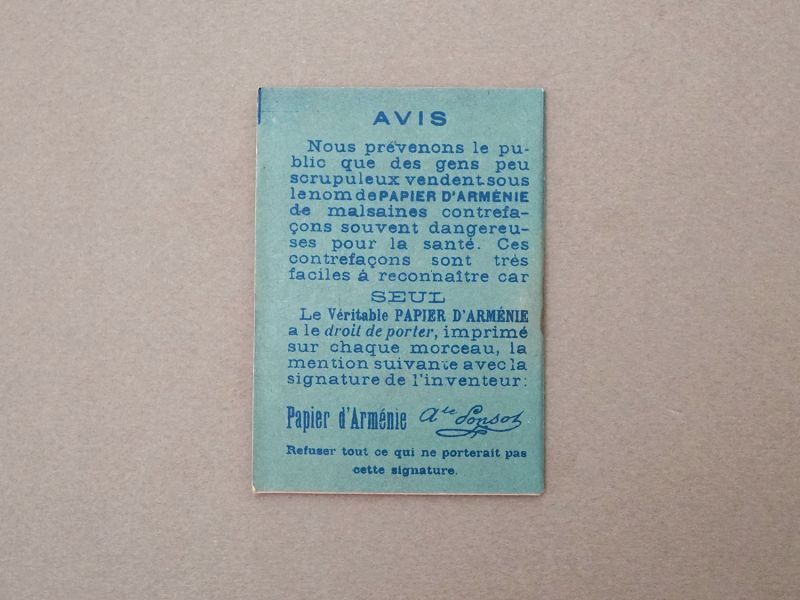 AVIS
Nous prévenons le pu-
blic que des gens peu
scrupuleux vendent sous
le nom de PAPIER D'ARMÉNIE
de malsaines contrefa-
çons souvent dangereu-
ses pour la santé. Ces
contrefaçons sont très
faciles à reconnaître car
SEUL
Le Véritable PAPIER D'ARMÉNIE
a le droit de porter, imprimé
sur chaque morceau, la
mention suivante avec la
signature de l'inventeur:
Papier d'Arménie Ate Ponsot
Refuser tout ce qui ne porterait pas
cette signature.